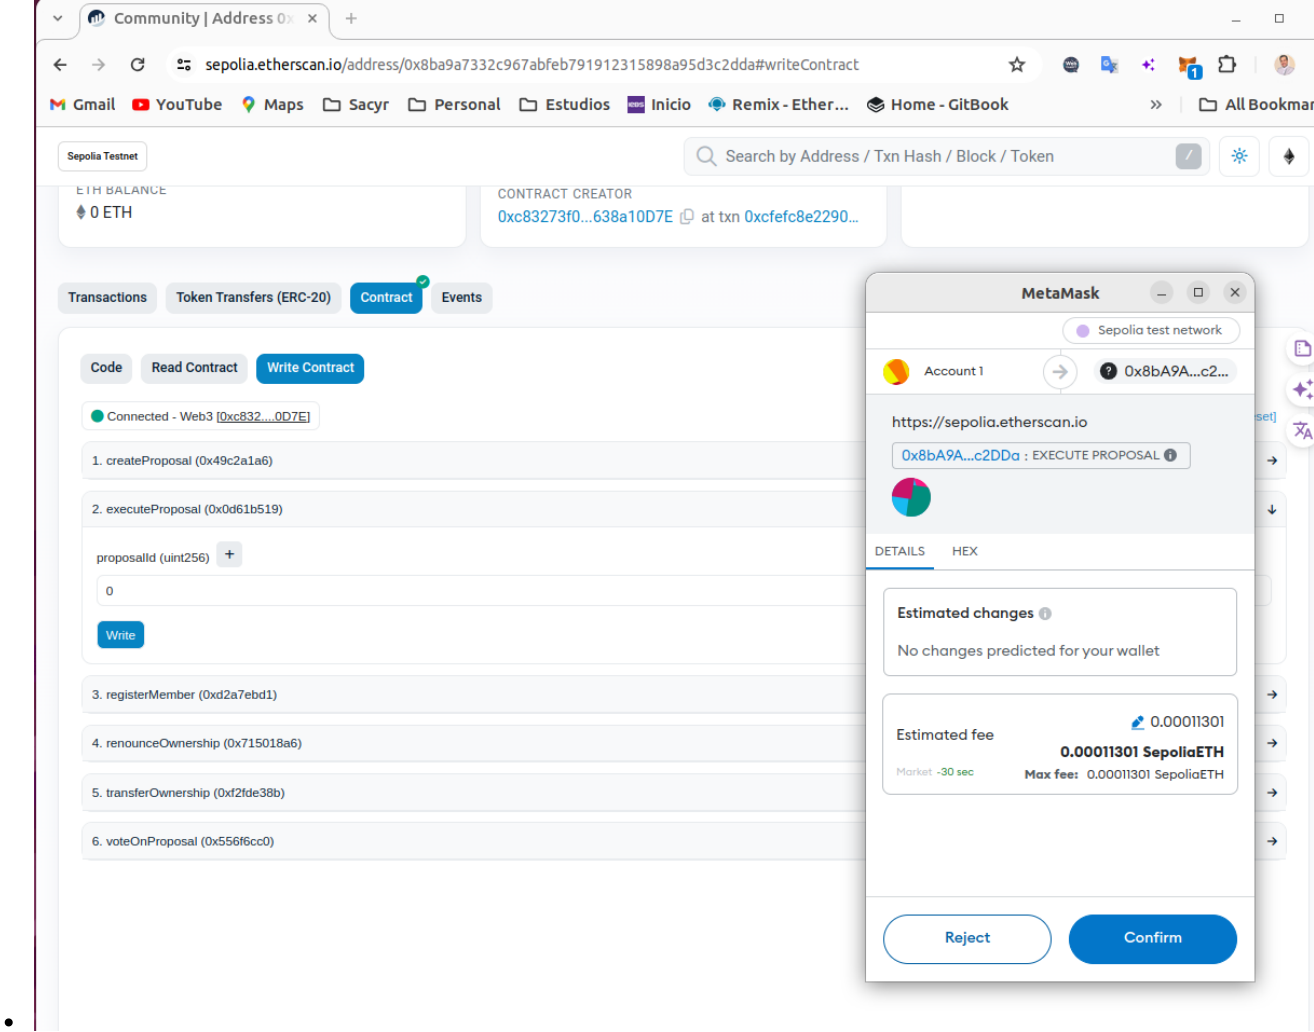 Community | Address 0x
sepolia.etherscan.io/address/0x8ba9a7332c967abfeb791912315898a95d3c2dda#writeContract
1
Gmail YouTube Maps Sacyr Personal Estudios Inicio Remix - Ether... Home - GitBook » All Bookmar
Sepolia Testnet
Search by Address / Txn Hash / Block / Token /
ETH BALANCE
0 ETH
CONTRACT CREATOR
0xc83273f0...638a10D7E at txn 0xcfefc8e2290...
Transactions Token Transfers (ERC-20) Contract Events
Code Read Contract Write Contract
Connected - Web3 [0xc832....0D7E]
set]
1. createProposal (0x49c2a1a6)
2. executeProposal (0x0d61b519)
proposalId (uint256) +
0
Write
3. registerMember (0xd2a7ebd1)
4. renounceOwnership (0x715018a6)
5. transferOwnership (0xf2fde38b)
6. voteOnProposal (0x556f6cc0)
MetaMask
Sepolia test network
Account 1
? 0x8bA9A...c2...
https://sepolia.etherscan.io
0x8bA9A...c2DDa : EXECUTE PROPOSAL
DETAILS HEX
Estimated changes
No changes predicted for your wallet
Estimated fee
0.00011301
0.00011301 SepoliaETH
Market ~30 sec
Max fee: 0.00011301 SepoliaETH
Reject Confirm